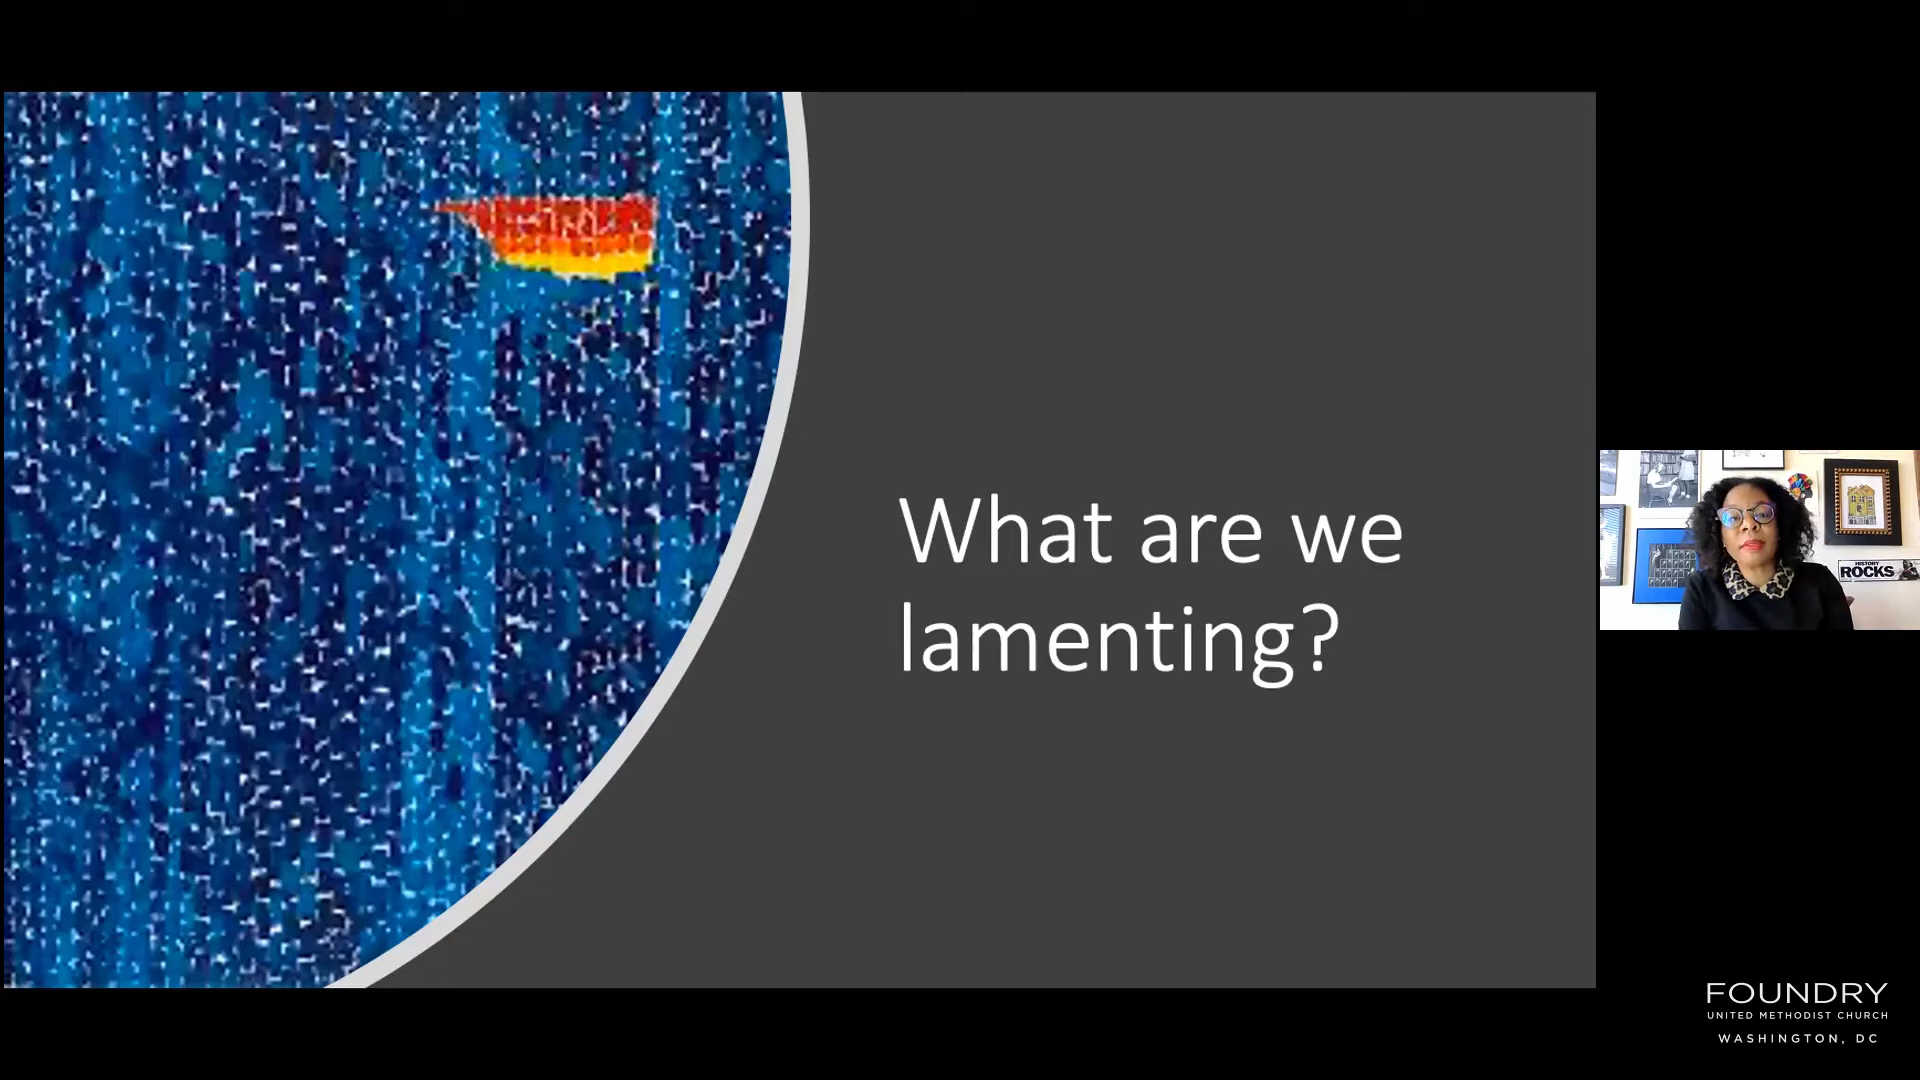 What are we
lamenting?
HISTORY
ROCKS
FOUNDRY
UNITED METHODIST CHURCH
WASHINGTON, DC